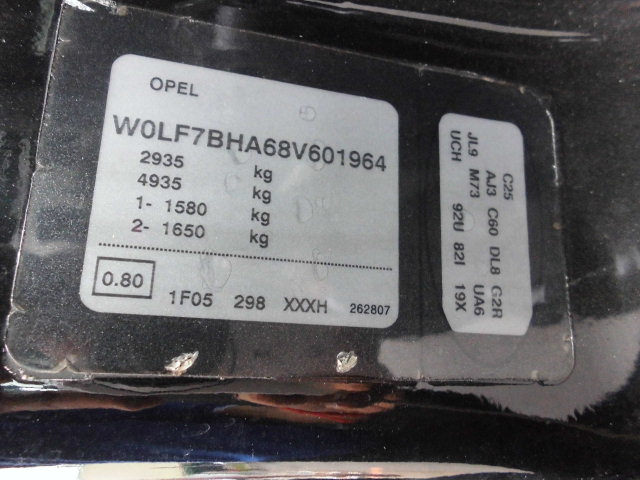 OPEL
W0LF7BHA68V601964
2935 kg
4935 kg
1- 1580 kg
2- 1650 kg
0.80
1F05 298 XXXH 262807
C25 AJ3 C60 DL8 G2R
JL9 M73 UA6
UCH 92U 82I 19X